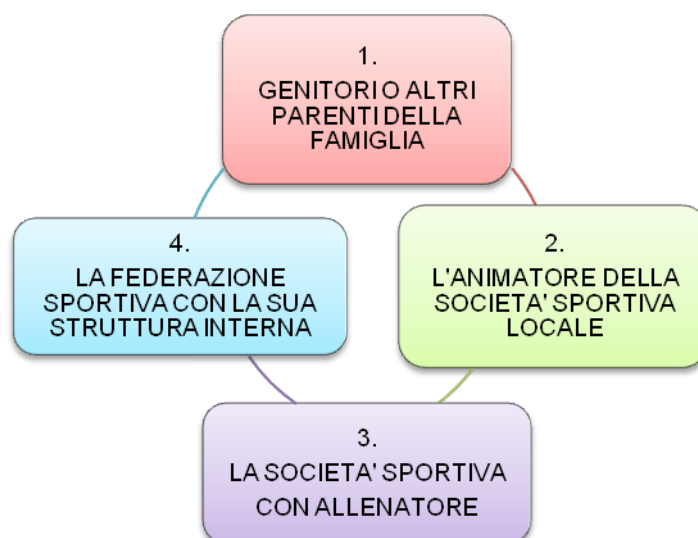 1.
GENITORI O ALTRI
PARENTI DELLA
FAMIGLIA
2.
L'ANIMATORE DELLA
SOCIETA' SPORTIVA
LOCALE
3.
LA SOCIETA' SPORTIVA
CON ALLENATORE
4.
LA FEDERAZIONE
SPORTIVA CON LA SUA
STRUTTURA INTERNA